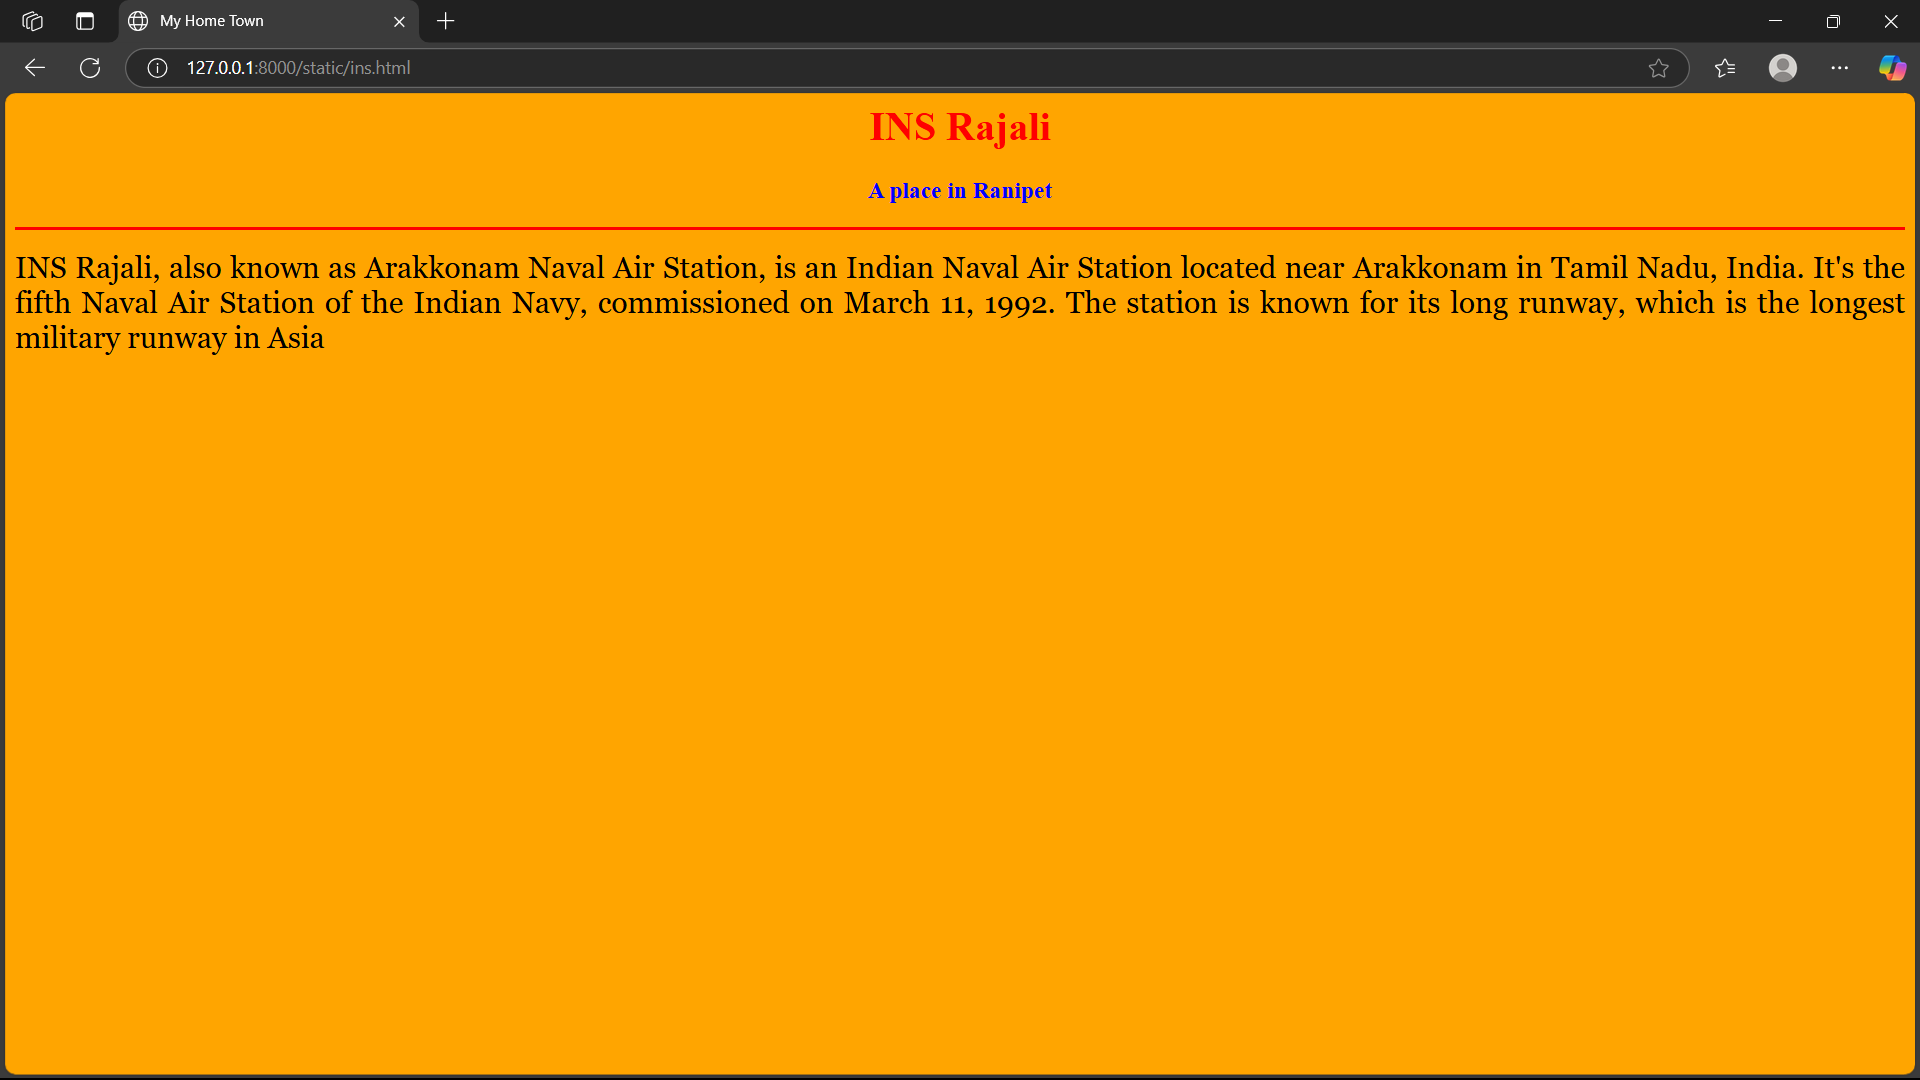 My Home Town
127.0.0.1:8000/static/ins.html
INS Rajali
A place in Ranipet
INS Rajali, also known as Arakkonam Naval Air Station, is an Indian Naval Air Station located near Arakkonam in Tamil Nadu, India. It's the
fifth Naval Air Station of the Indian Navy, commissioned on March 11, 1992. The station is known for its long runway, which is the longest
military runway in Asia